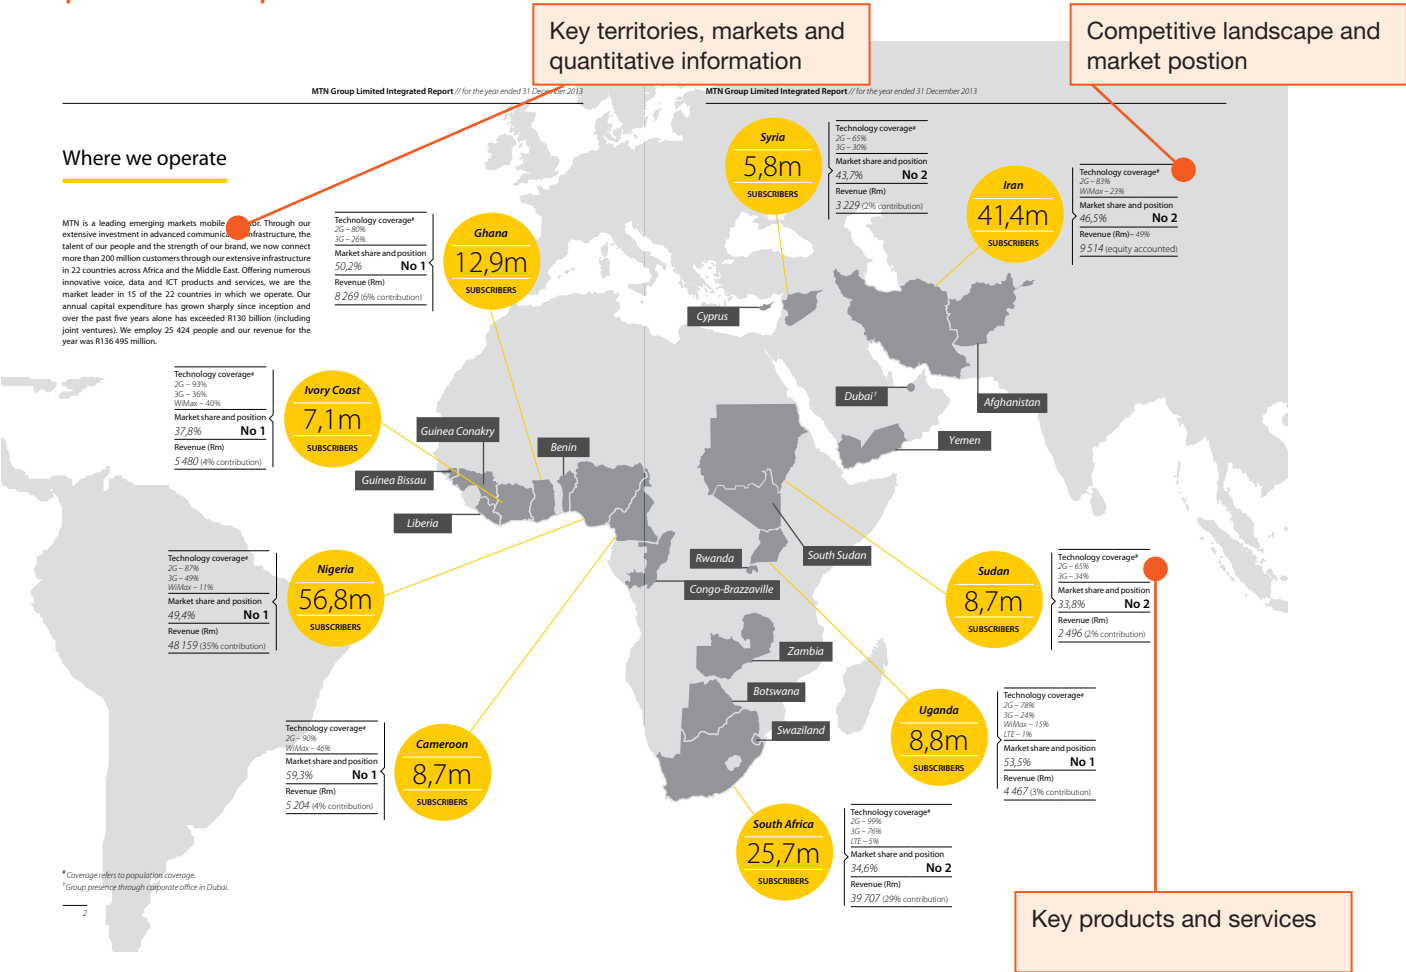 Key territories, markets and
quantitative information
Competitive landscape and
market postion
MTN Group Limited Integrated Report // for the year ended 31 December 2013
MTN Group Limited Integrated Report // for the year ended 31 December 2013
Where we operate
MTN is a leading emerging markets mobile Through our
extensive investment in advanced infrastructure, the
talent of our people and the strength of our brand, we now connect
more than 200 million customers through our extensive infrastructure
in 22 countries across Africa and the Middle East. Offering numerous
innovative voice, data and ICT products and services, we are the
market leader in 15 of the 22 countries in which we operate. Our
annual capital expenditure has grown sharply since inception and
over the past five years alone has exceeded R130 billion (including
joint ventures). We employ 25 424 people and our revenue for the
year was R136 495 million.
Syria
5,8m
SUBSCRIBERS
Technology coverage#
2G – 65%
3G – 30%
Market share and position
43,7% No 2
Revenue (Rm)
3 229 (2% contribution)
Iran
41,4m
SUBSCRIBERS
Technology coverage#
2G – 83%
WiMax – 23%
Market share and position
46,5% No 2
Revenue (Rm)– 49%
9 514 (equity accounted)
Technology coverage#
2G – 80%
3G – 26%
Market share and position
50,2% No 1
Revenue (Rm)
8 269 (6% contribution)
Ghana
12,9m
SUBSCRIBERS
Cyprus
Dubai†
Afghanistan
Yemen
Technology coverage#
2G – 93%
3G – 36%
WiMax – 40%
Market share and position
37,8% No 1
Revenue (Rm)
5 480 (4% contribution)
Ivory Coast
7,1m
SUBSCRIBERS
Guinea Conakry
Benin
Guinea Bissau
Liberia
South Sudan
Rwanda
Congo-Brazzaville
Technology coverage#
2G – 87%
3G – 49%
WiMax – 11%
Market share and position
49,4% No 1
Revenue (Rm)
48 159 (35% contribution)
Nigeria
56,8m
SUBSCRIBERS
Sudan
8,7m
SUBSCRIBERS
Technology coverage#
2G – 65%
3G – 34%
Market share and position
33,8% No 2
Revenue (Rm)
2 496 (2% contribution)
Zambia
Botswana
Swaziland
Technology coverage#
2G – 90%
WiMax – 46%
Market share and position
59,3% No 1
Revenue (Rm)
5 204 (4% contribution)
Cameroon
8,7m
SUBSCRIBERS
Uganda
8,8m
SUBSCRIBERS
Technology coverage#
2G – 78%
3G – 24%
WiMax – 15%
LTE – 1%
Market share and position
53,5% No 1
Revenue (Rm)
4 467 (3% contribution)
South Africa
25,7m
SUBSCRIBERS
Technology coverage#
2G – 99%
3G – 76%
LTE – 5%
Market share and position
34,6% No 2
Revenue (Rm)
39 707 (29% contribution)
# Coverage refers to population coverage.
† Group presence through corporate office in Dubai.
2
Key products and services